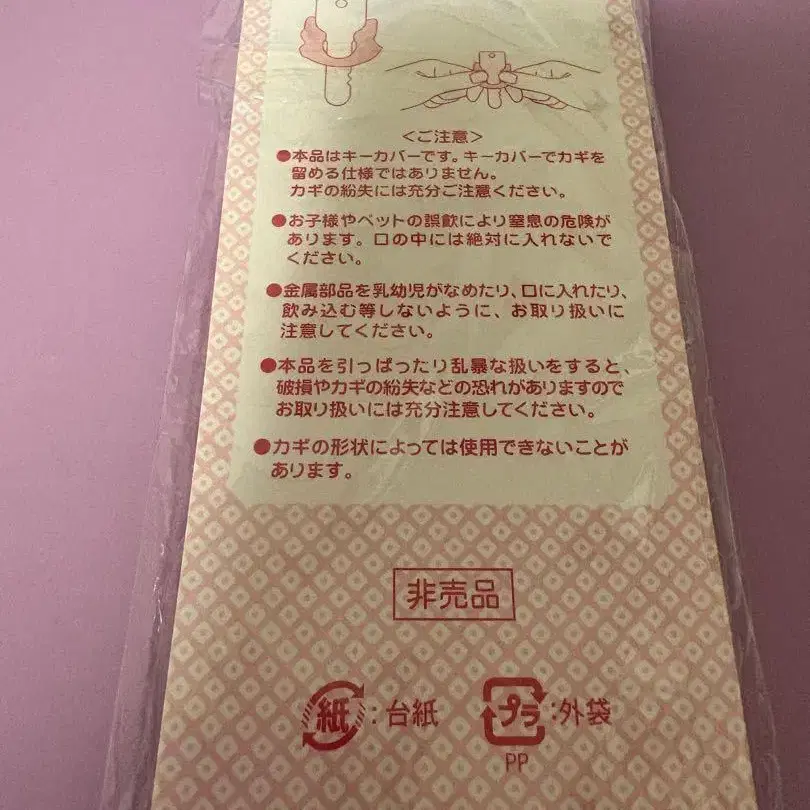 ＜ご注意＞
●本品はキーカバーです。キーカバーでカギを
留める仕様ではありません。
カギの紛失には充分ご注意ください。
●お子様やペットの誤飲により窒息の危険が
あります。口の中には絶対に入れないで
ください。
●金属部品を乳幼児がなめたり、口に入れたり、
飲み込む等しないように、お取り扱いに
注意してください。
●本品を引っぱったり乱暴な扱いをすると、
破損やカギの紛失などの恐れがありますので
お取り扱いには充分注意してください。
●カギの形状によっては使用できないことが
あります。
非売品
紙:台紙 プラ:外袋
PP